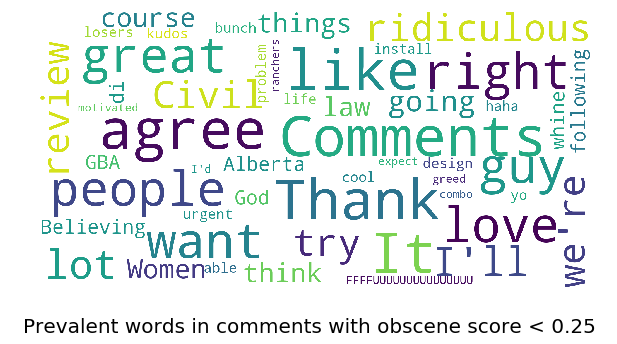 course
bunch
things
ridiculous
losers
kudos
great
install
like
right
review
problem
ranchers
di
Civil
life
law
going
haha
whine
following
motivated
agree
Comments
GBA
I'd
Alberta
expect
design
guy
people
God
cool
greed
Thank
combo
yo
we're
Believing
urgent
want
try
love
lot
Women
able
think
It
I'll
Prevalent words in comments with obscene score < 0.25